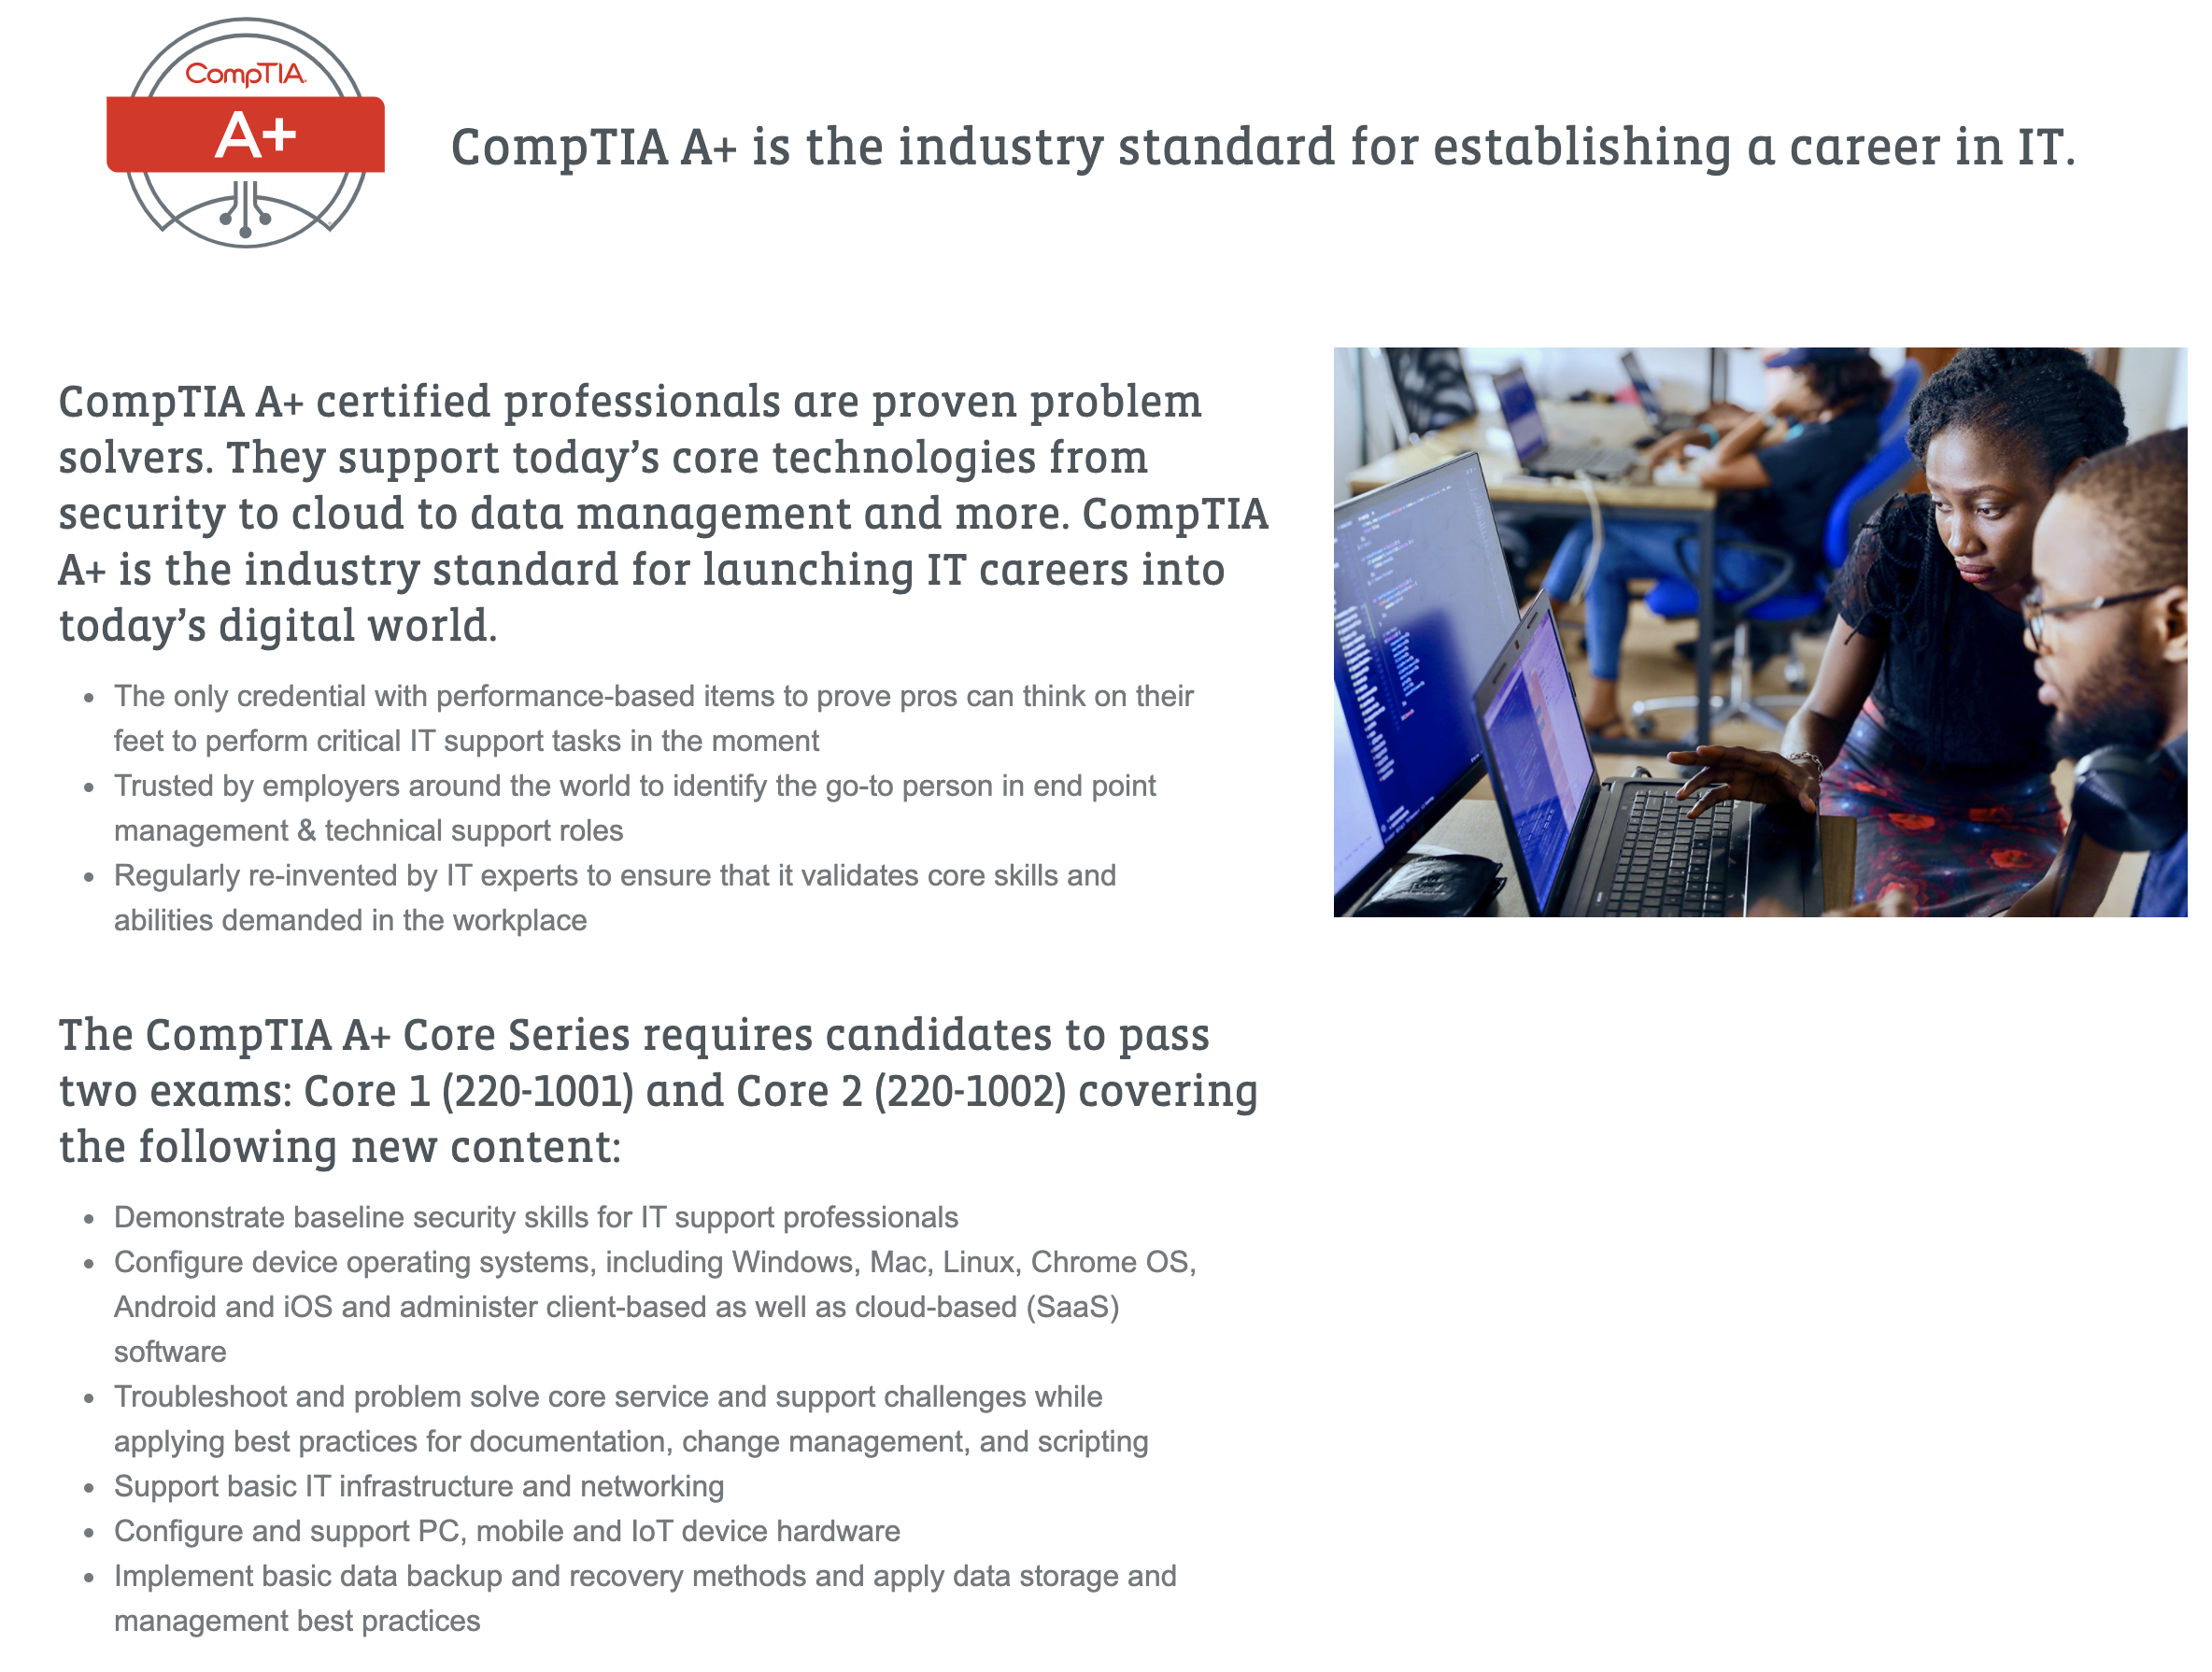 CompTIA
A+
CompTIA A+ is the industry standard for establishing a career in IT.
CompTIA A+ certified professionals are proven problem
solvers. They support today’s core technologies from
security to cloud to data management and more. CompTIA
A+ is the industry standard for launching IT careers into
today’s digital world.
• The only credential with performance-based items to prove pros can think on their
feet to perform critical IT support tasks in the moment
• Trusted by employers around the world to identify the go-to person in end point
management & technical support roles
• Regularly re-invented by IT experts to ensure that it validates core skills and
abilities demanded in the workplace
The CompTIA A+ Core Series requires candidates to pass
two exams: Core 1 (220-1001) and Core 2 (220-1002) covering
the following new content:
• Demonstrate baseline security skills for IT support professionals
• Configure device operating systems, including Windows, Mac, Linux, Chrome OS,
Android and iOS and administer client-based as well as cloud-based (SaaS)
software
• Troubleshoot and problem solve core service and support challenges while
applying best practices for documentation, change management, and scripting
• Support basic IT infrastructure and networking
• Configure and support PC, mobile and IoT device hardware
• Implement basic data backup and recovery methods and apply data storage and
management best practices